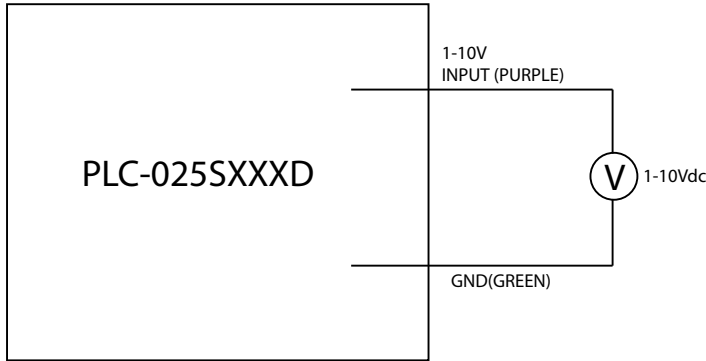 1-10V
INPUT (PURPLE)
PLC-025SXXXD
V
1-10Vdc
GND(GREEN)